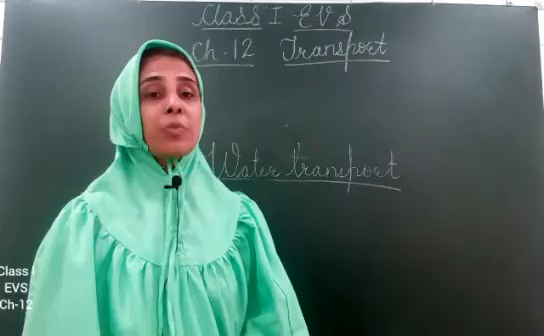 Class I EVS
Ch-12 Transport
Water transport
Class I
EVS
Ch-12